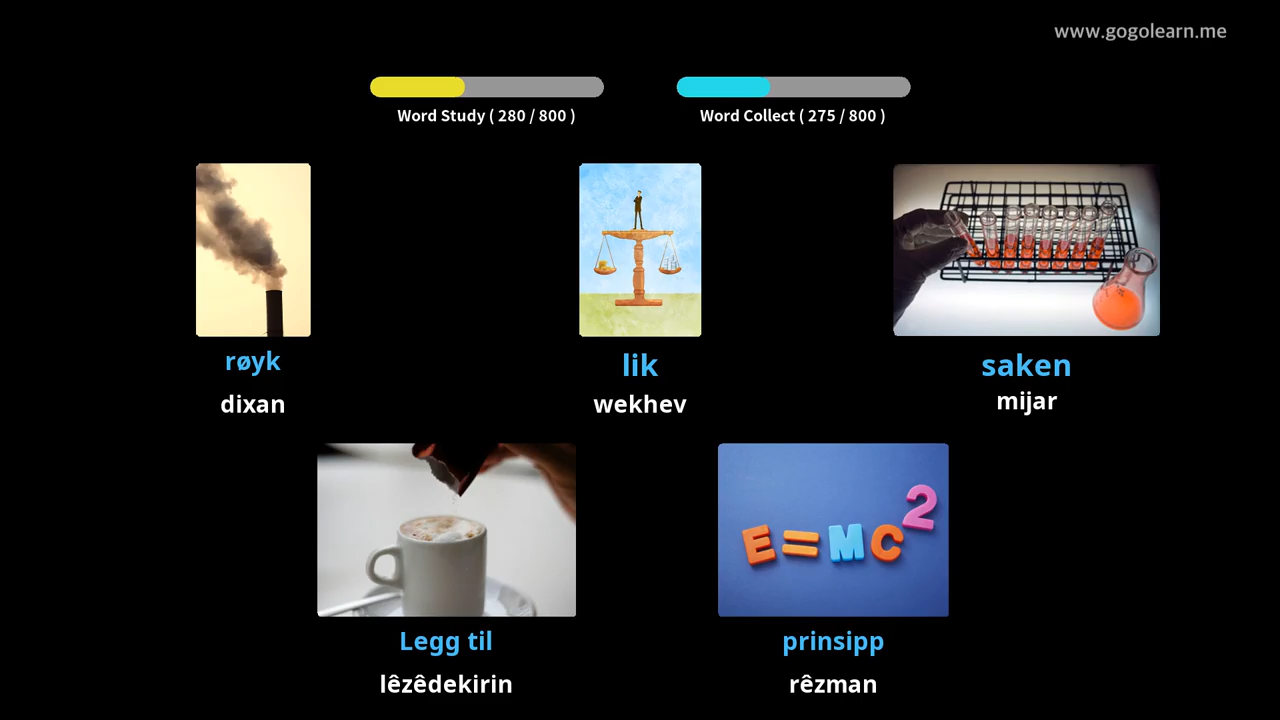 www.gogolearn.me
Word Study ( 280 / 800 )
Word Collect ( 275 / 800 )
røyk
dixan
lik
wekhev
saken
mijar
E=MC2
Legg til
lêzêdekirin
prinsipp
rêzman